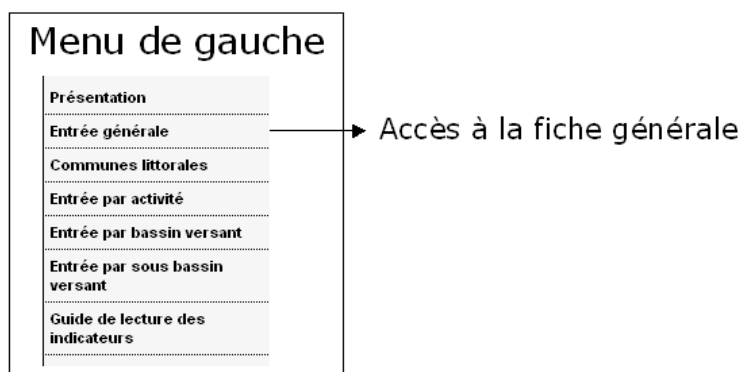 Menu de gauche
Présentation
Entrée générale
Accès à la fiche générale
Communes littorales
Entrée par activité
Entrée par bassin versant
Entrée par sous bassin
versant
Guide de lecture des
indicateurs